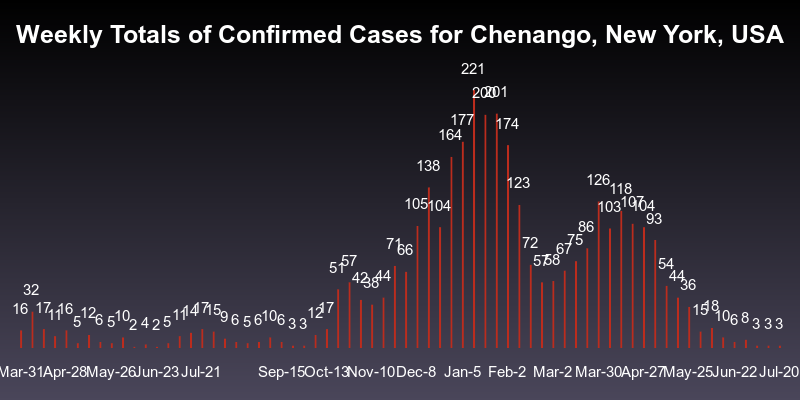 Weekly Totals of Confirmed Cases for Chenango, New York, USA
16 32 17 11 16 5 12 6 5 10 2 4 2 5 11 14 17 15 9 6 5 6 10 6 3 3 12 17 51 57 42 38 44 71 66 105 138 104 164 177 221 200 201 174 123 72 57 58 67 75 86 126 103 118 107 104 93 54 44 36 15 18 10 6 8 3 3 3
Mar-31 Apr-28 May-26 Jun-23 Jul-21 Sep-15 Oct-13 Nov-10 Dec-8 Jan-5 Feb-2 Mar-2 Mar-30 Apr-27 May-25 Jun-22 Jul-20